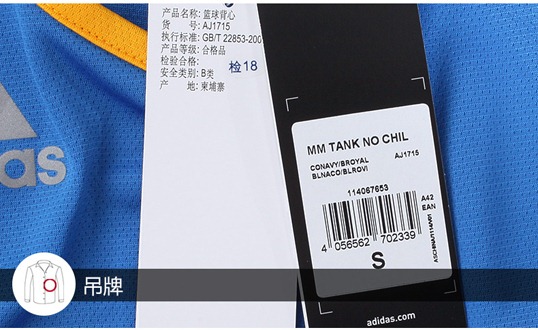 产品名称: 篮球背心
货 号: AJ1715
执行标准: GB/T 22853-200
产品等级: 合格品
检验合格: 检18
安全类别: B类
产 地: 柬埔寨
MM TANK NO CHIL
CONAVY/BROYAL AJ1715
BLNACO/BLROVI
114067653
A42
EAN
4 056562 702339
S
adidas.com
das
吊牌